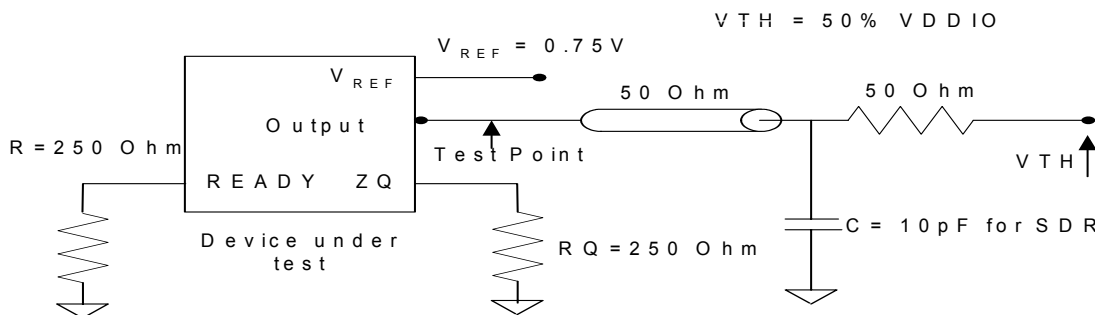 VTH = 50% VDDIO
VREF = 0.75V
VREF
50 Ohm
50 Ohm
Output
R=250 Ohm
Test Point
VTH
READY ZQ
C= 10pF for SDR
Device under
test
RQ=250 Ohm